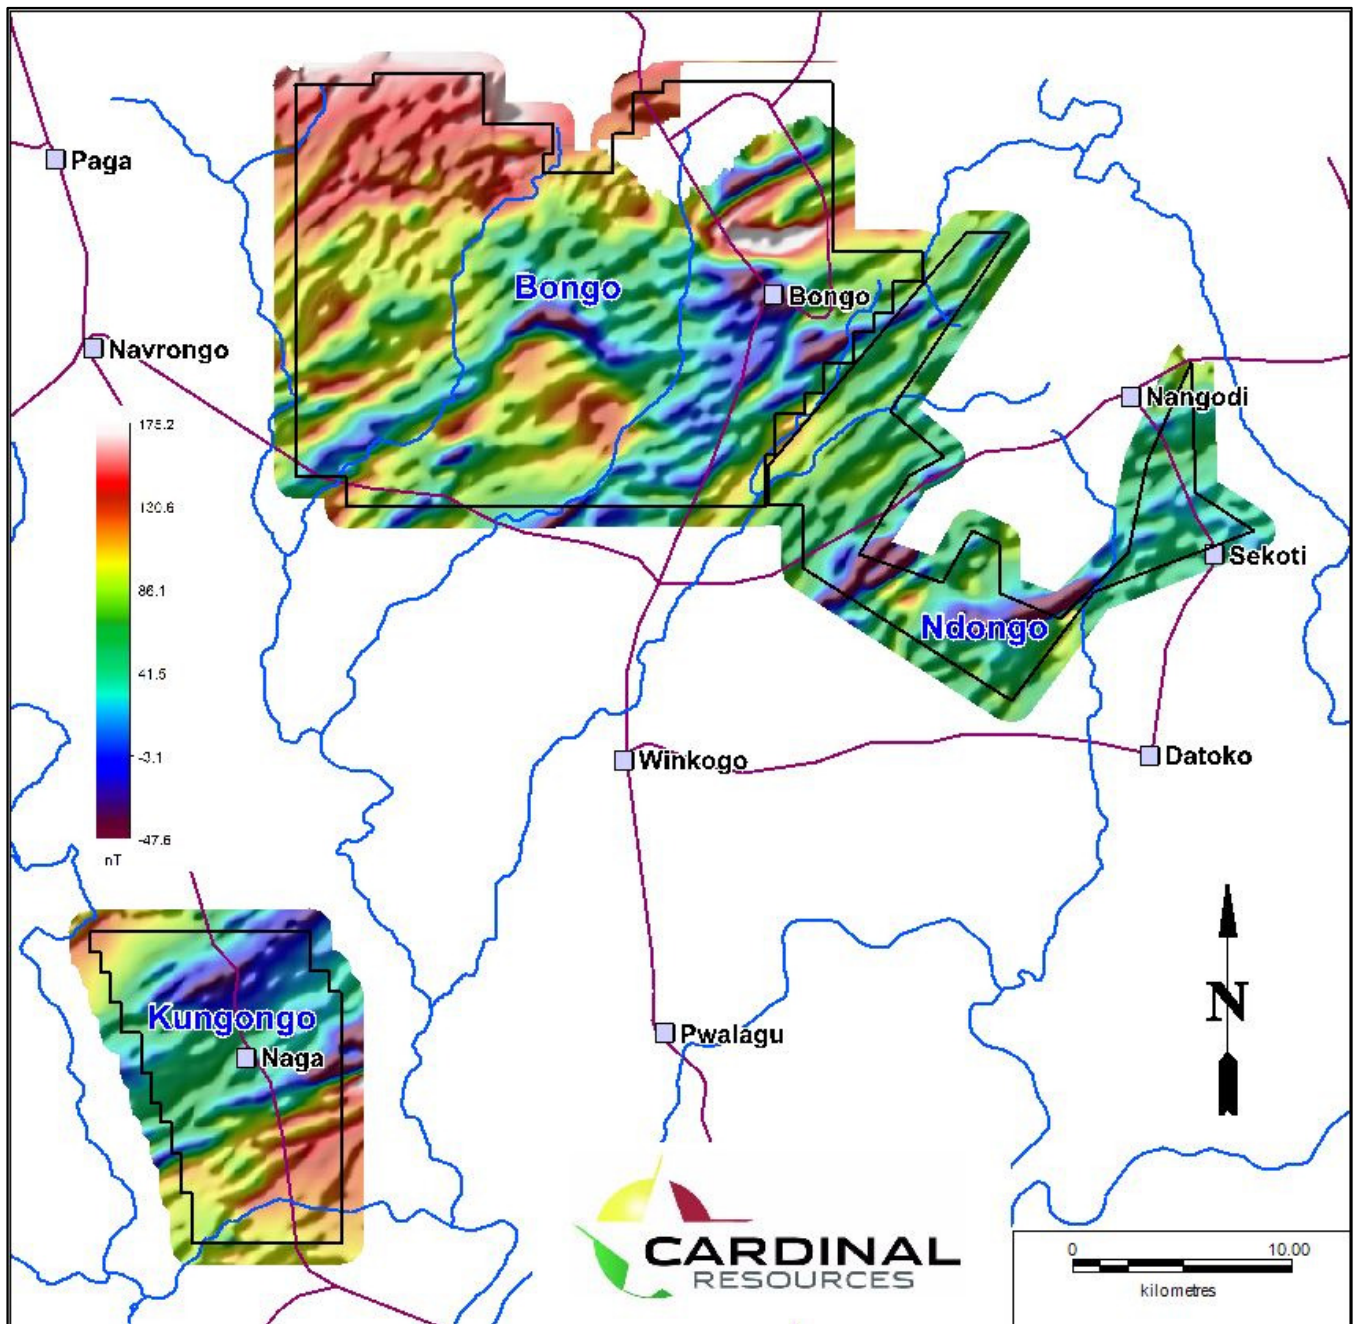 Paga
Bongo
Bongo
Navrongo
Nangodi
175.2
130.6
86.1
41.5
-3.1
-47.6
nT
Sekoti
Ndongo
Winkogo
Datoko
Kungongo
Naga
N
Pwalagu
CARDINAL
RESOURCES
0 10.00
kilometres